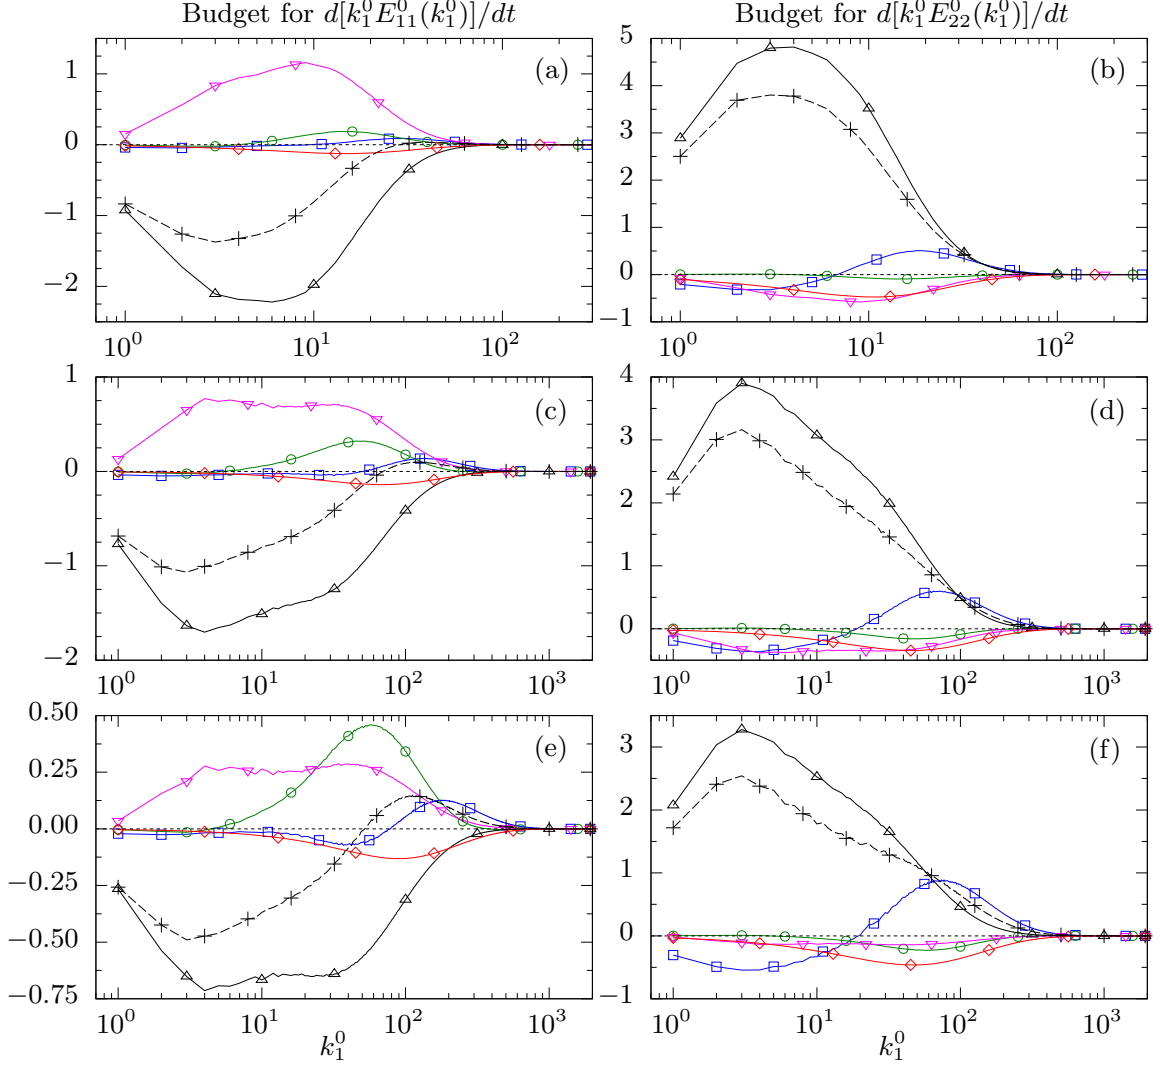 Budget for $d[k_1^0 E_{11}^0(k_1^0)]/dt$ Budget for $d[k_1^0 E_{22}^0(k_1^0)]/dt$
(a) (b)
1 0 −1 −2
5 4 3 2 1 0 −1
10^0 10^1 10^2 10^0 10^1 10^2
(c) (d)
1 0 −1 −2
4 3 2 1 0
10^0 10^1 10^2 10^3 10^0 10^1 10^2 10^3
(e) (f)
0.50 0.25 0.00 −0.25 −0.50 −0.75
3 2 1 0 −1
10^0 10^1 10^2 10^3 10^0 10^1 10^2 10^3
$k_1^0$ $k_1^0$